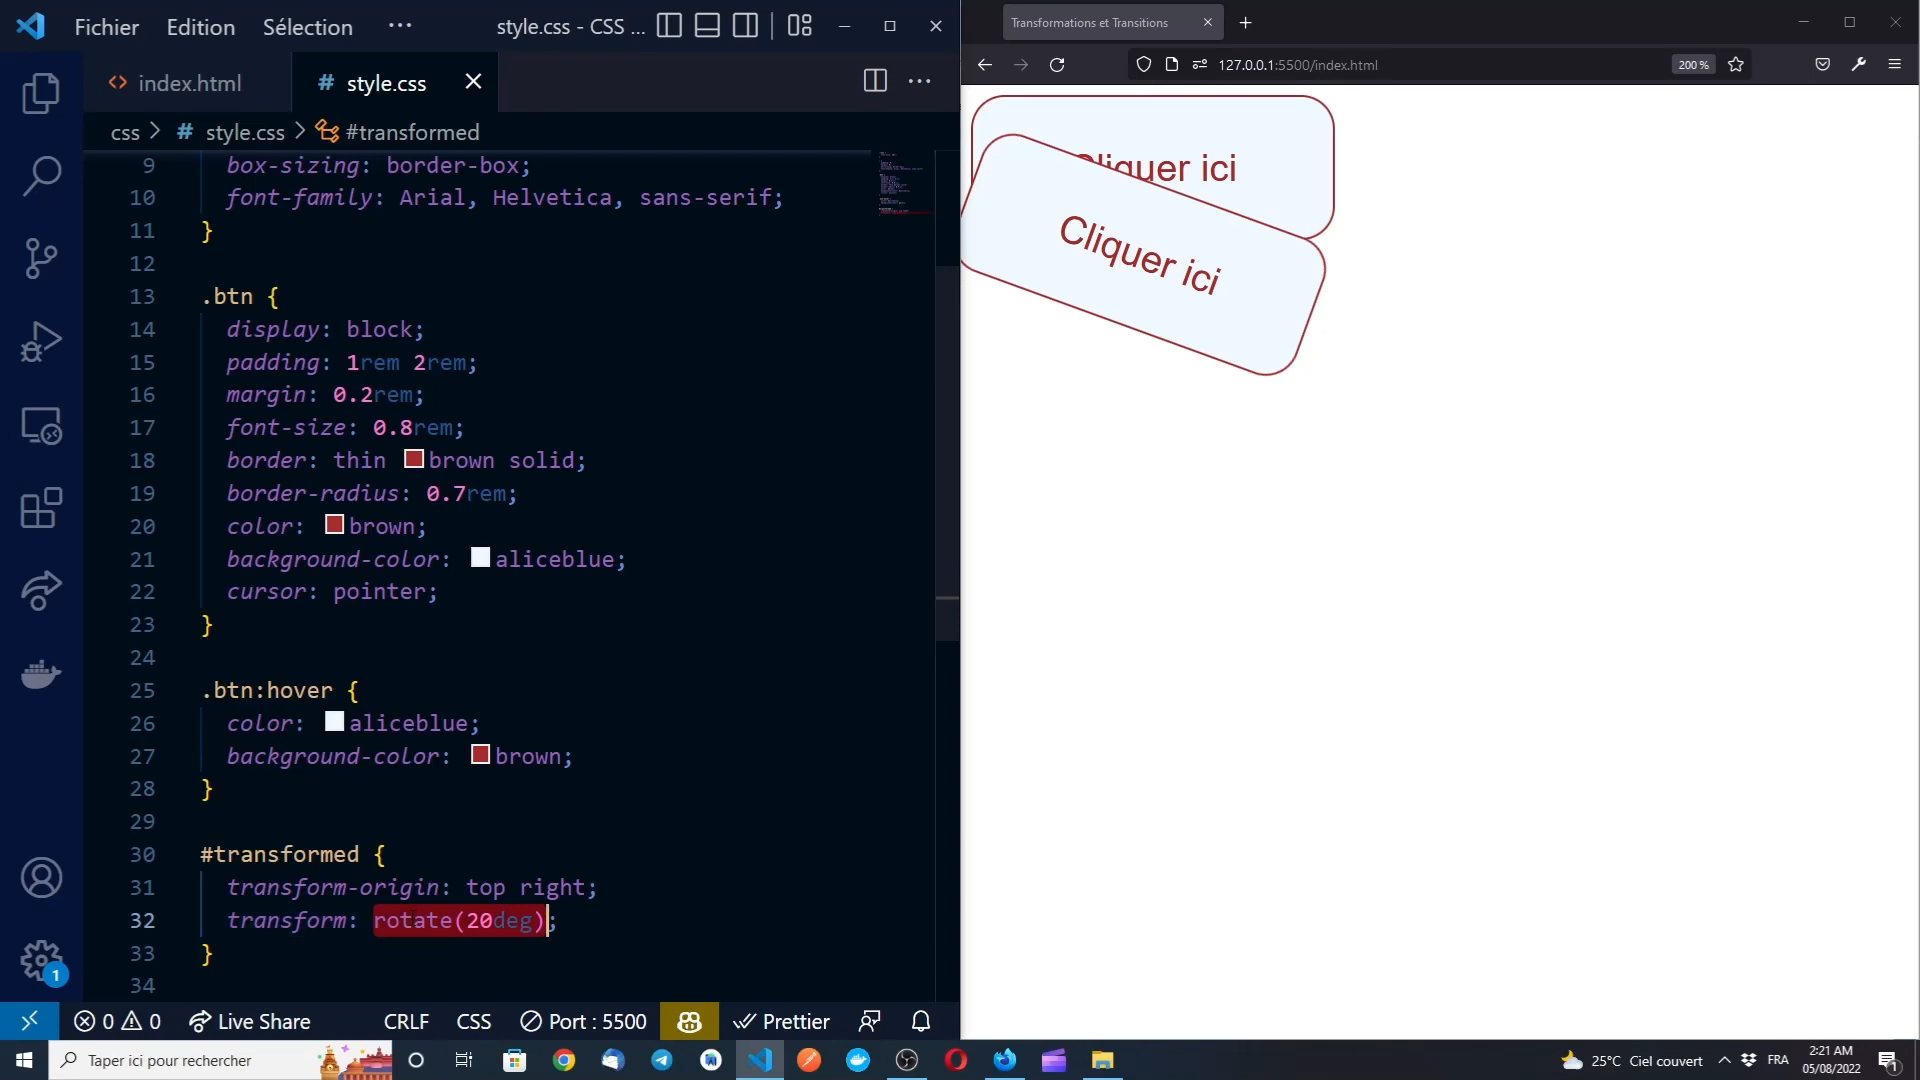 Fichier Edition Sélection ··· style.css - CSS ...
index.html style.css
css > # style.css > #transformed
9 box-sizing: border-box;
10 font-family: Arial, Helvetica, sans-serif;
11 }
12
13 .btn {
14 display: block;
15 padding: 1rem 2rem;
16 margin: 0.2rem;
17 font-size: 0.8rem;
18 border: thin brown solid;
19 border-radius: 0.7rem;
20 color: brown;
21 background-color: aliceblue;
22 cursor: pointer;
23 }
24
25 .btn:hover {
26 color: aliceblue;
27 background-color: brown;
28 }
29
30 #transformed {
31 transform-origin: top right;
32 transform: rotate(20deg);
33 }
34
1
0 0 Live Share CRLF CSS Port : 5500 Prettier
Transformations et Transitions
127.0.0.1:5500/index.html 200 %
Cliquer ici
Cliquer ici
Taper ici pour rechercher
25°C Ciel couvert FRA 2:21 AM
05/08/2022 1